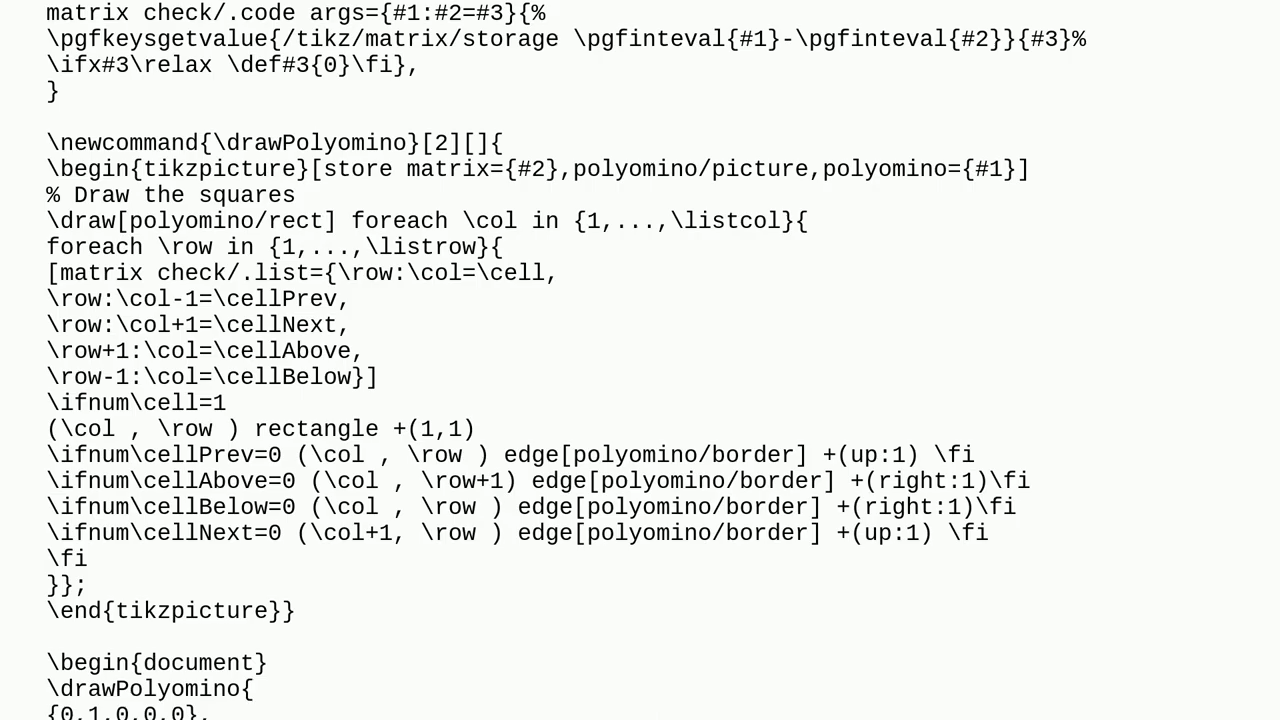 matrix check/.code args={#1:#2=#3}{%
\pgfkeysgetvalue{/tikz/matrix/storage \pgfinteval{#1}-\pgfinteval{#2}}{#3}%
\ifx#3\relax \def#3{0}\fi},
}
\newcommand{\drawPolyomino}[2][]{
\begin{tikzpicture}[store matrix={#2},polyomino/picture,polyomino={#1}]
% Draw the squares
\draw[polyomino/rect] foreach \col in {1,...,\listcol}{
foreach \row in {1,...,\listrow}{
[matrix check/.list={\row:\col=\cell,
\row:\col-1=\cellPrev,
\row:\col+1=\cellNext,
\row+1:\col=\cellAbove,
\row-1:\col=\cellBelow}]
\ifnum\cell=1
(\col , \row ) rectangle +(1,1)
\ifnum\cellPrev=0 (\col , \row ) edge[polyomino/border] +(up:1) \fi
\ifnum\cellAbove=0 (\col , \row+1) edge[polyomino/border] +(right:1)\fi
\ifnum\cellBelow=0 (\col , \row ) edge[polyomino/border] +(right:1)\fi
\ifnum\cellNext=0 (\col+1, \row ) edge[polyomino/border] +(up:1) \fi
\fi
}};
\end{tikzpicture}}
\begin{document}
\drawPolyomino{
{0,1,0,0,0},